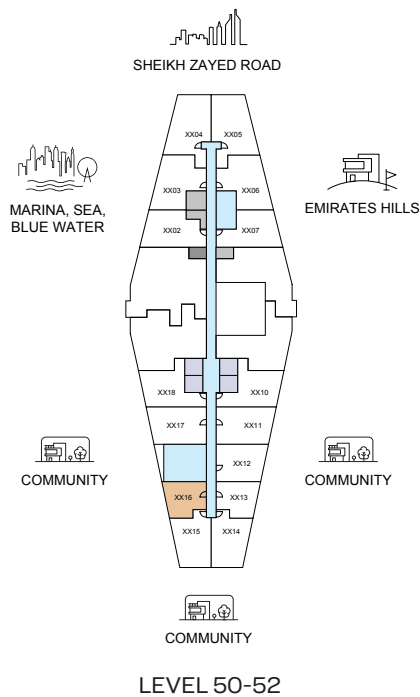 SHEIKH ZAYED ROAD
XX04 XX05
MARINA, SEA,
BLUE WATER
EMIRATES HILLS
XX03 XX06
XX02 XX07
XX18 XX10
XX17 XX11
XX12
XX16 XX13
XX15 XX14
COMMUNITY
COMMUNITY
COMMUNITY
LEVEL 50-52